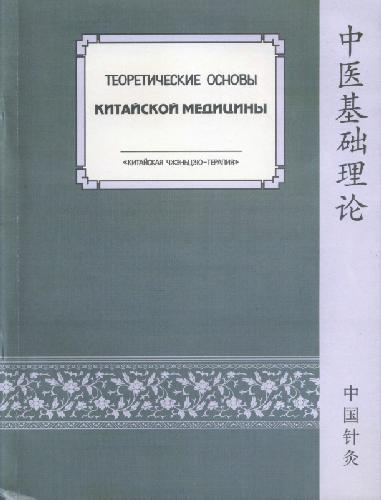 ТЕОРЕТИЧЕСКИЕ ОСНОВЫ
КИТАЙСКОЙ МЕДИЦИНЫ
«КИТАЙСКАЯ ЧЖЭНЬЦЗЮ-ТЕРАПИЯ»
中医基础理论
中国针灸